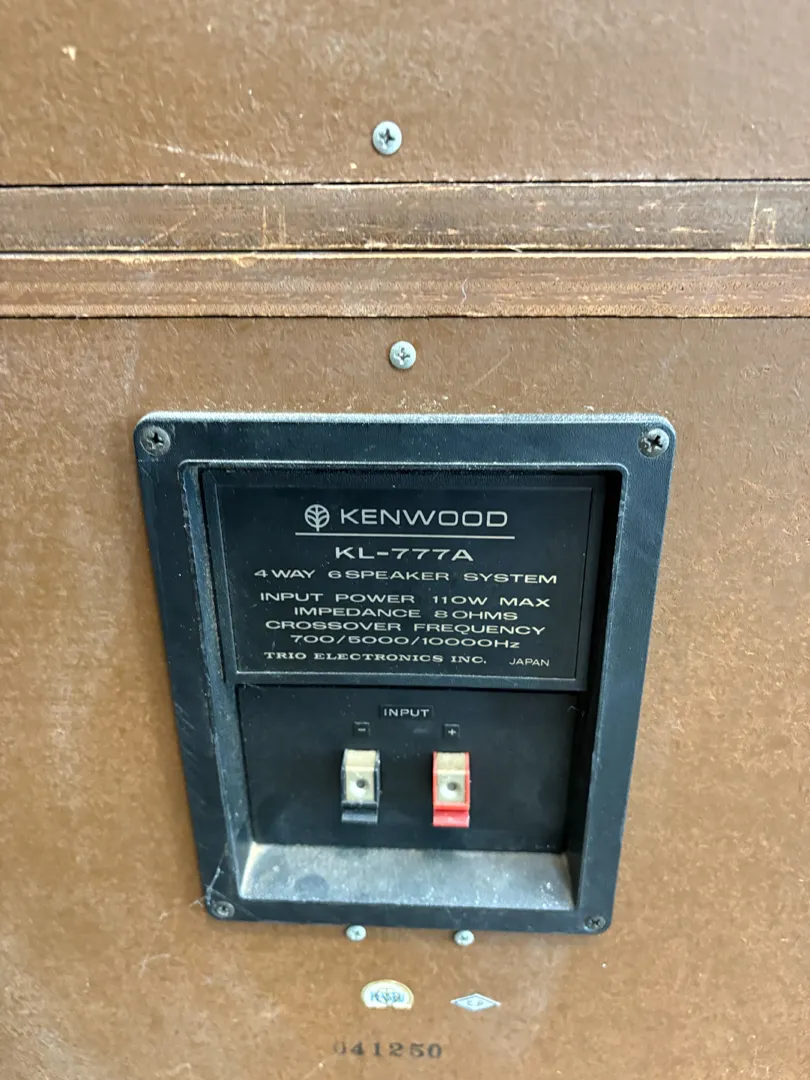 KENWOOD
KL-777A
4 WAY 6 SPEAKER SYSTEM
INPUT POWER 110W MAX
IMPEDANCE 8 OHMS
CROSSOVER FREQUENCY
700/5000/10000Hz
TRIO ELECTRONICS INC. JAPAN
INPUT
- +
641250